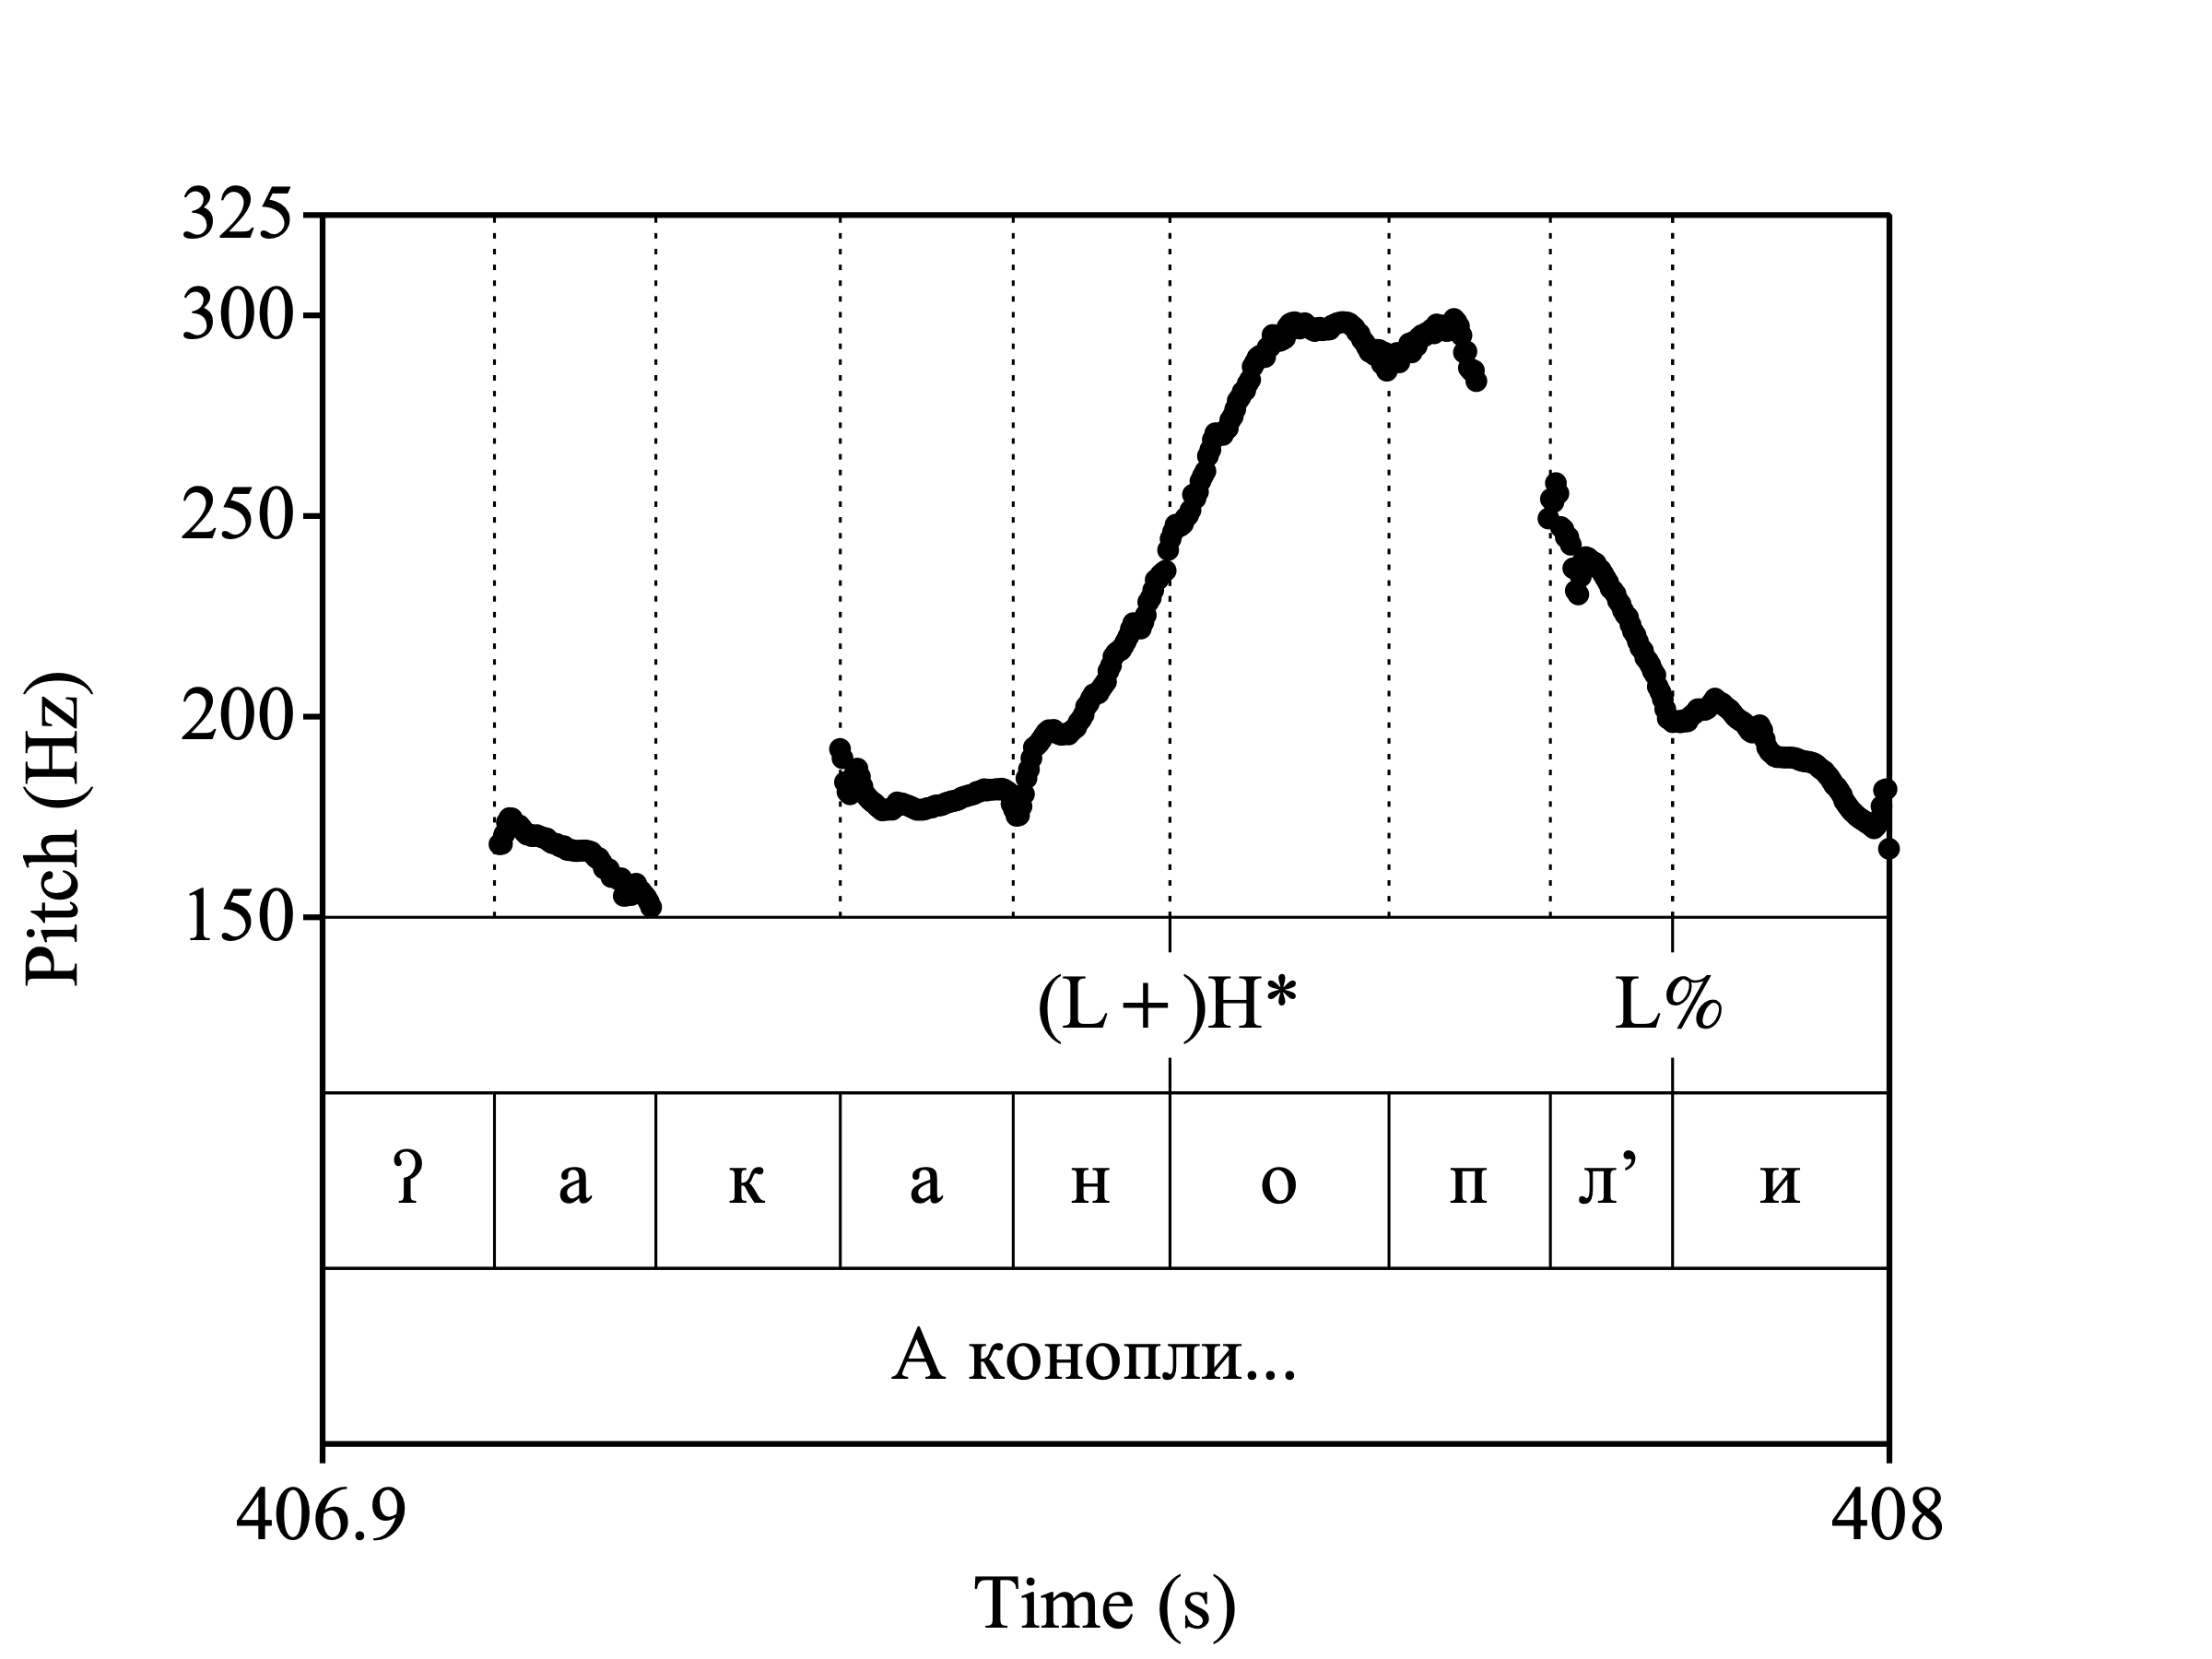 325
300
250
200
150
Pitch (Hz)
(L + )H* L%
ʔ а к а н о п л’ и
А конопли...
406.9 408
Time (s)